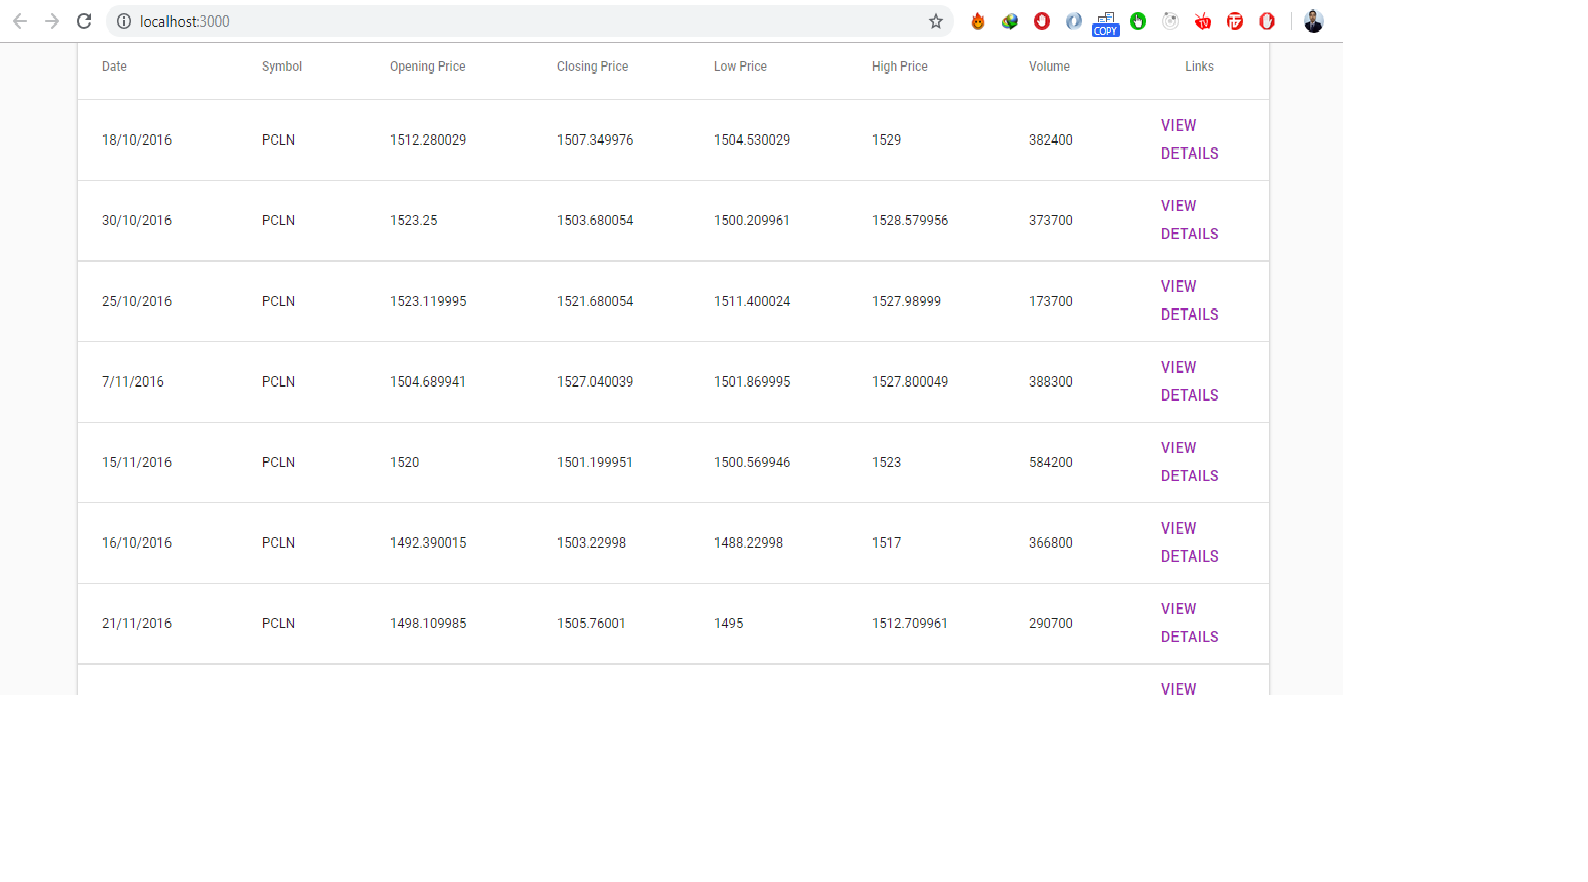 localhost:3000
COPY
TV
Date Symbol Opening Price Closing Price Low Price High Price Volume Links
18/10/2016 PCLN 1512.280029 1507.349976 1504.530029 1529 382400 VIEW DETAILS
30/10/2016 PCLN 1523.25 1503.680054 1500.209961 1528.579956 373700 VIEW DETAILS
25/10/2016 PCLN 1523.119995 1521.680054 1511.400024 1527.98999 173700 VIEW DETAILS
7/11/2016 PCLN 1504.689941 1527.040039 1501.869995 1527.800049 388300 VIEW DETAILS
15/11/2016 PCLN 1520 1501.199951 1500.569946 1523 584200 VIEW DETAILS
16/10/2016 PCLN 1492.390015 1503.22998 1488.22998 1517 366800 VIEW DETAILS
21/11/2016 PCLN 1498.109985 1505.76001 1495 1512.709961 290700 VIEW DETAILS
VIEW